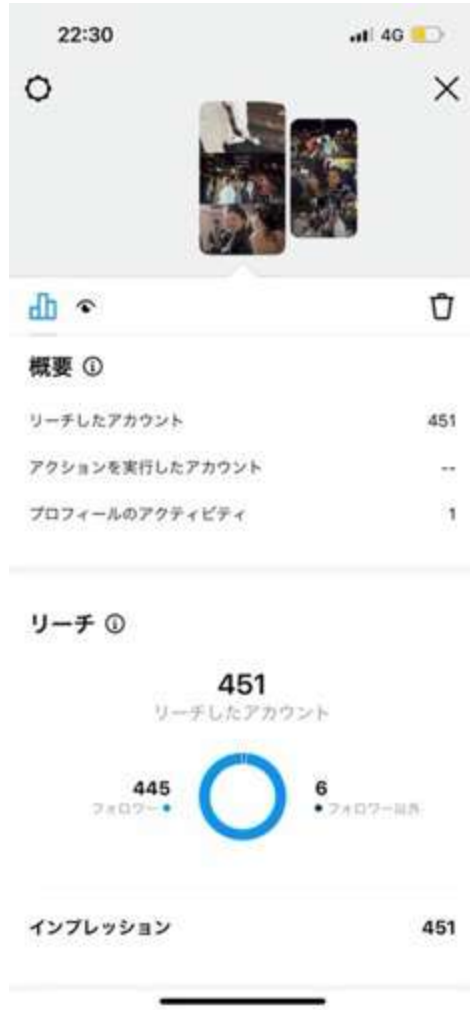 22:30
4G
概要
リーチしたアカウント 451
アクションを実行したアカウント --
プロフィールのアクティビティ 1
リーチ
451
リーチしたアカウント
445
フォロワー
6
フォロワー以外
インプレッション 451